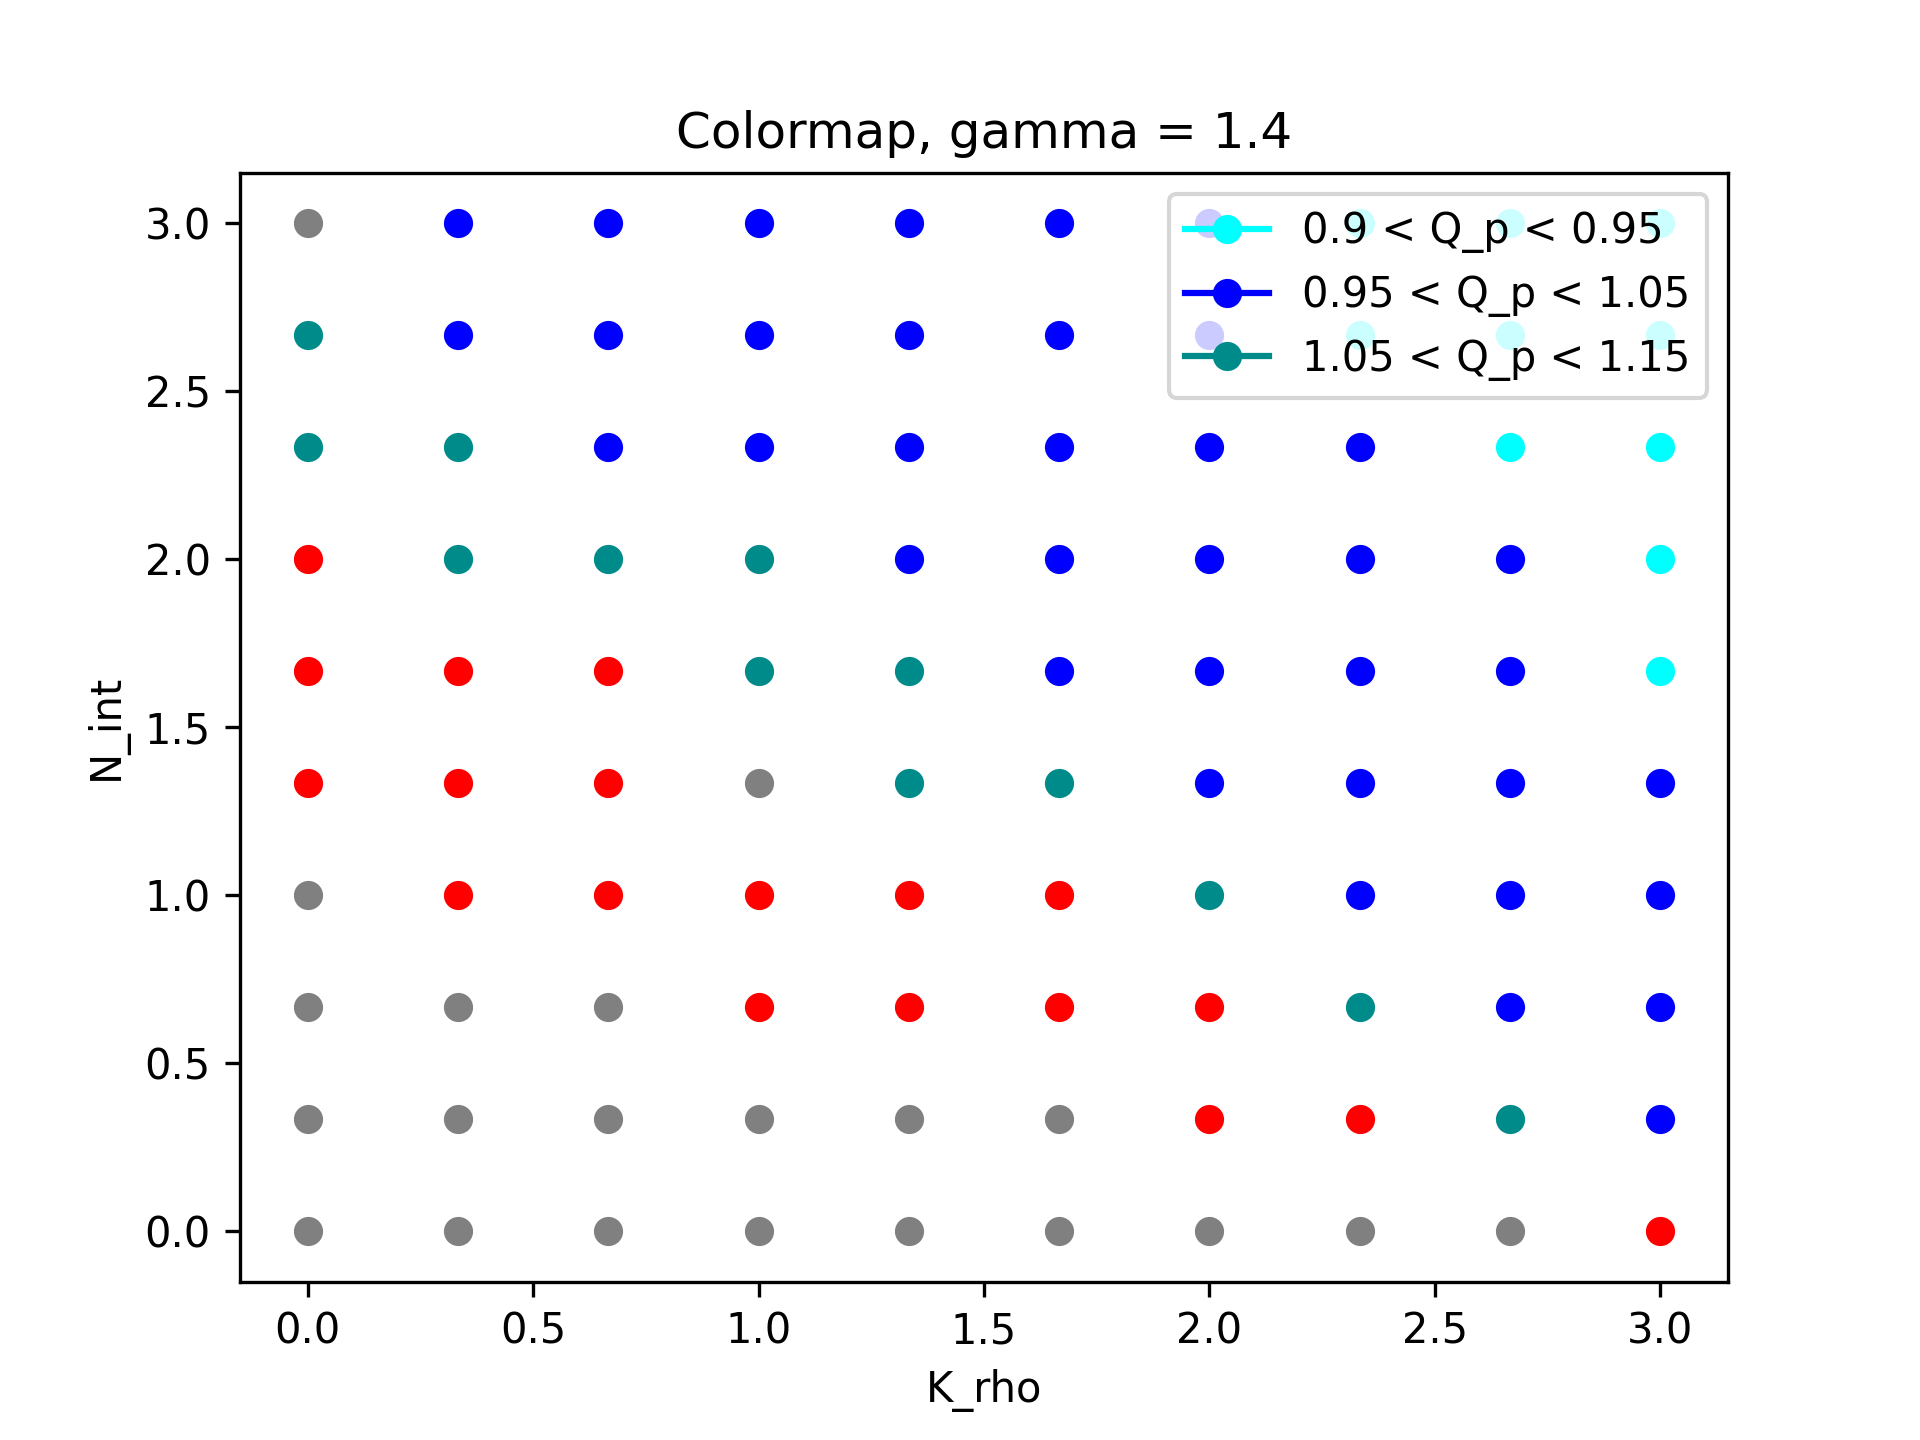 Colormap, gamma = 1.4
0.9 < Q_p < 0.95
0.95 < Q_p < 1.05
1.05 < Q_p < 1.15
3.0
2.5
2.0
1.5
1.0
0.5
0.0
N_int
0.0 0.5 1.0 1.5 2.0 2.5 3.0
K_rho